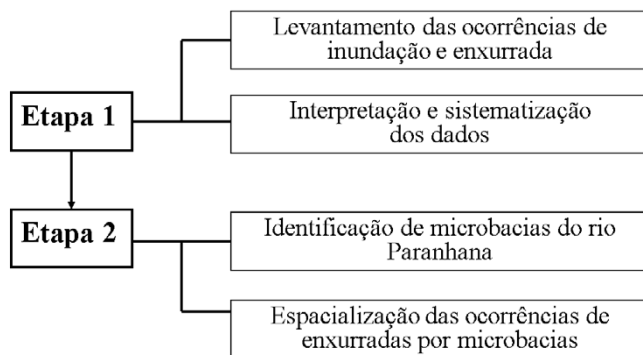 Etapa 1
Levantamento das ocorrências de
inundação e enxurrada
Interpretação e sistematização
dos dados
Etapa 2
Identificação de microbacias do rio
Paranhana
Espacialização das ocorrências de
enxurradas por microbacias